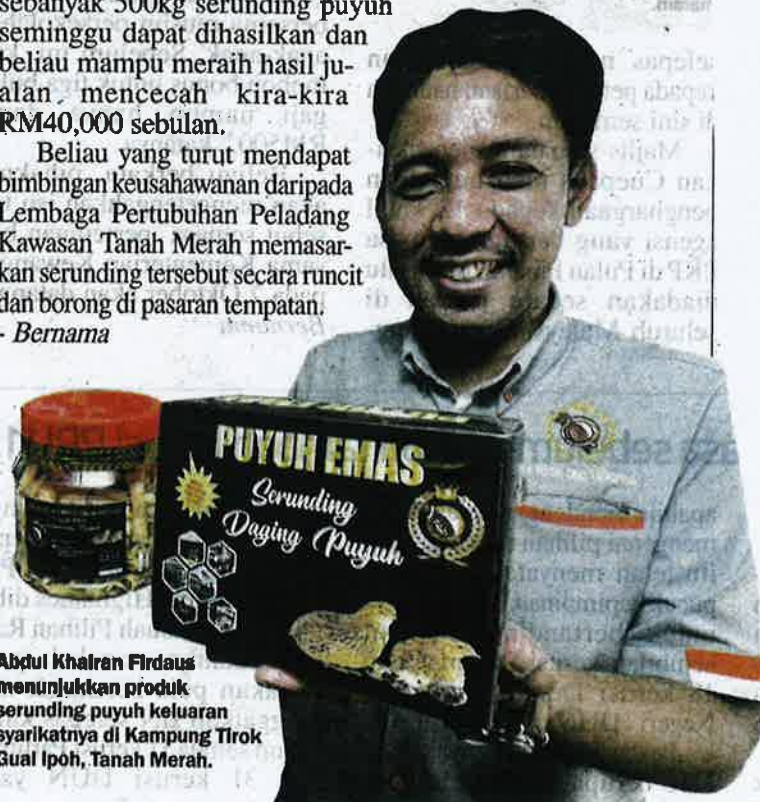 sebanyak 500kg serunding puyuh
seminggu dapat dihasilkan dan
beliau mampu meraih hasil ju-
alan mencecah kira-kira
RM40,000 sebulan.
Beliau yang turut mendapat
bimbingan keusahawanan daripada
Lembaga Pertubuhan Peladang
Kawasan Tanah Merah memasar-
kan serunding tersebut secara runcit
dan borong di pasaran tempatan.
- Bernama
PUYUH EMAS
Serunding
Daging Puyuh
Abdul Khairan Firdaus
menunjukkan produk
serunding puyuh keluaran
syarikatnya di Kampung Tirok
Gual Ipoh, Tanah Merah.